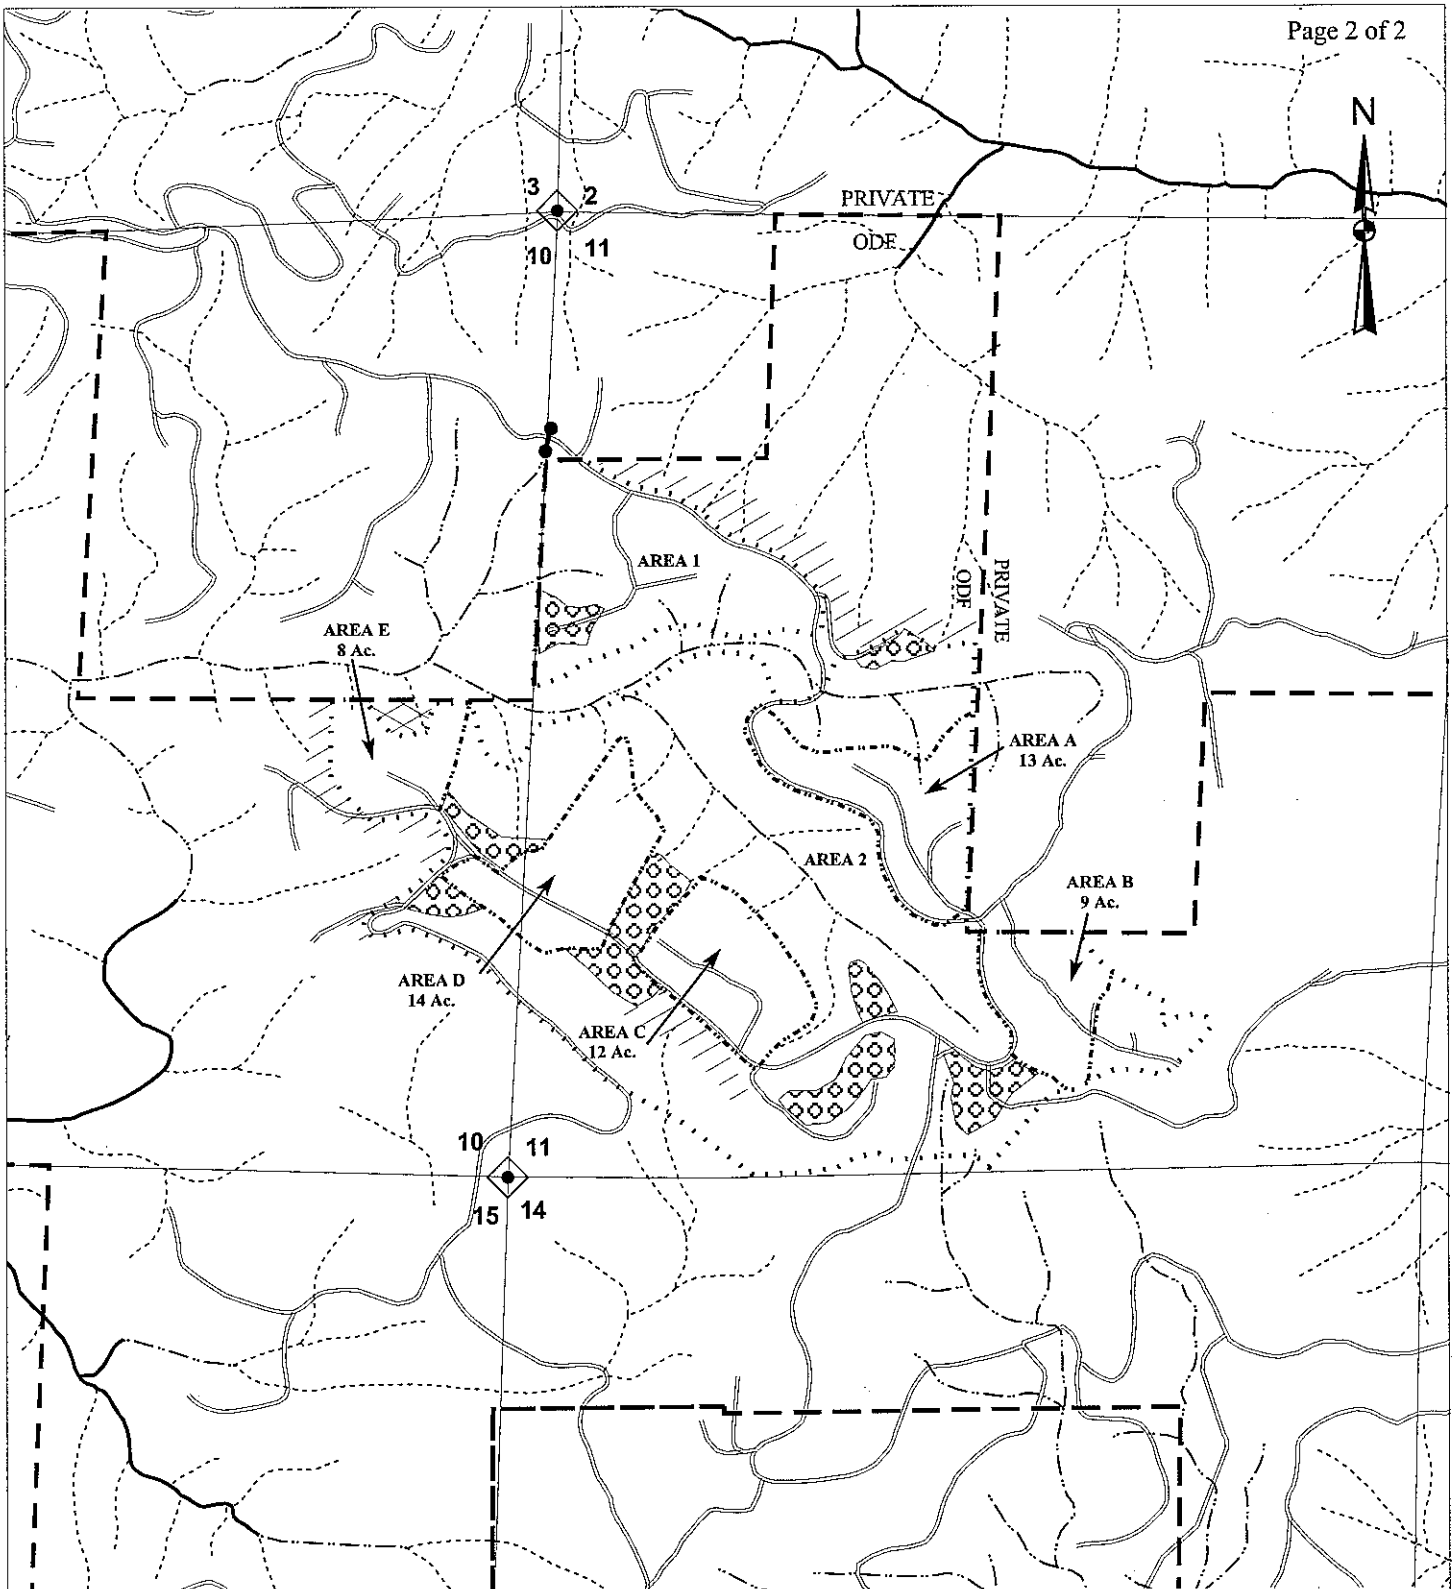 Page 2 of 2
N
3
2
PRIVATE
ODF
10
11
AREA 1
PRIVATE
ODF
AREA E
8 Ac.
AREA A
13 Ac.
AREA 2
AREA B
9 Ac.
AREA D
14 Ac.
AREA C
12 Ac.
10
11
15
14